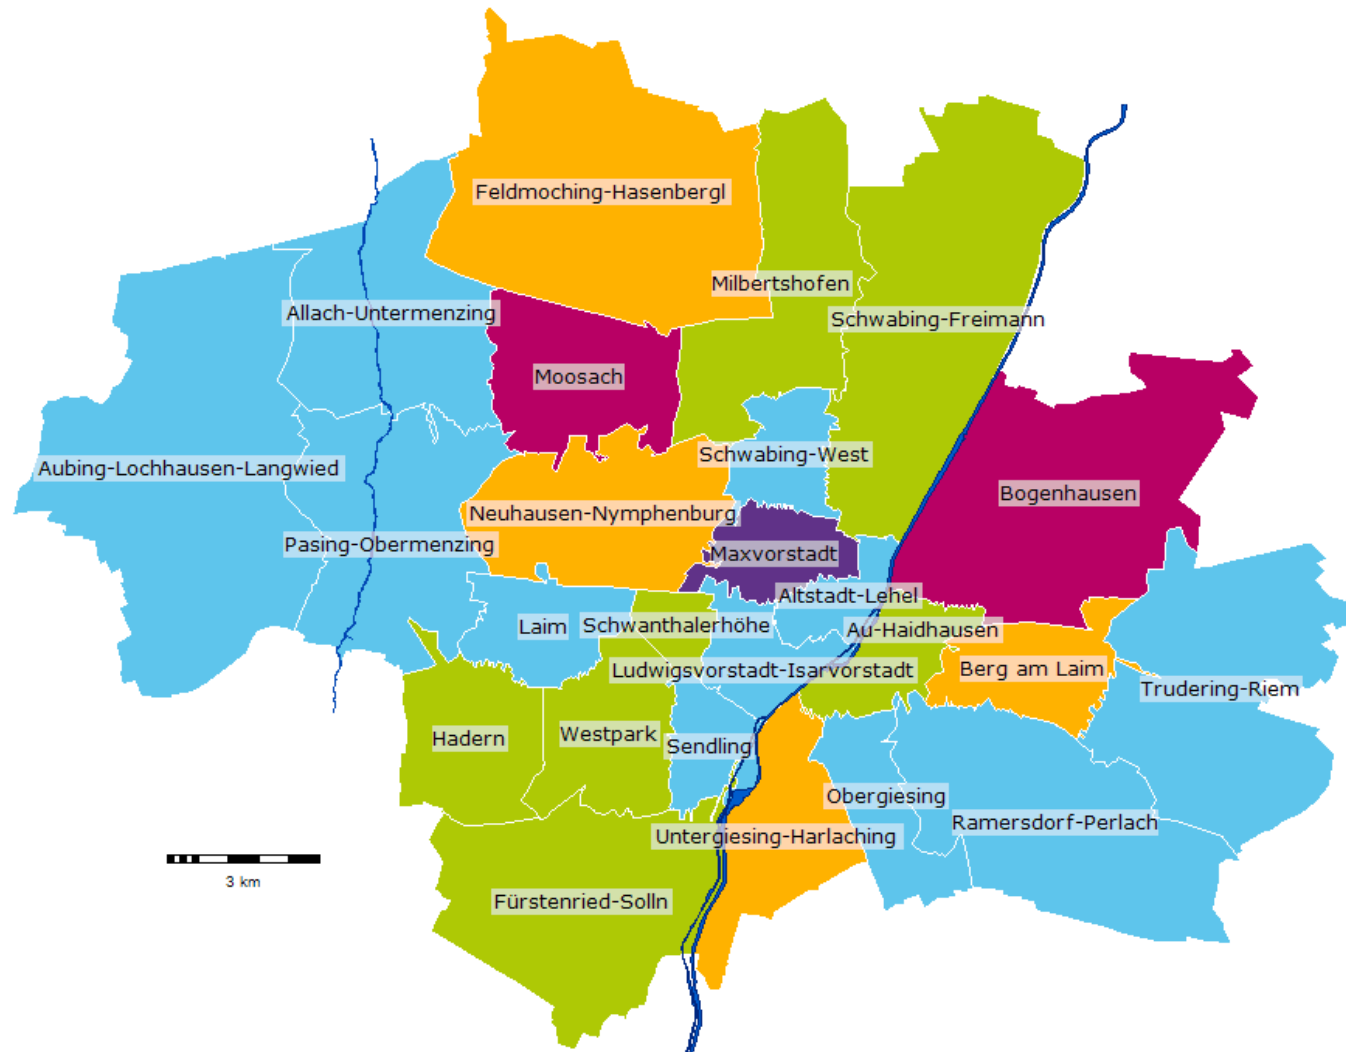 Feldmoching-Hasenbergl
Milbertshofen
Allach-Untermenzing
Schwabing-Freimann
Moosach
Schwabing-West
Aubing-Lochhausen-Langwied
Bogenhausen
Neuhausen-Nymphenburg
Pasing-Obermenzing
Maxvorstadt
Altstadt-Lehel
Laim
Schwanthalerhöhe
Au-Haidhausen
Ludwigsvorstadt-Isarvorstadt
Berg am Laim
Trudering-Riem
Hadern
Westpark
Sendling
Obergiesing
Ramersdorf-Perlach
Untergiesing-Harlaching
3 km
Fürstenried-Solln